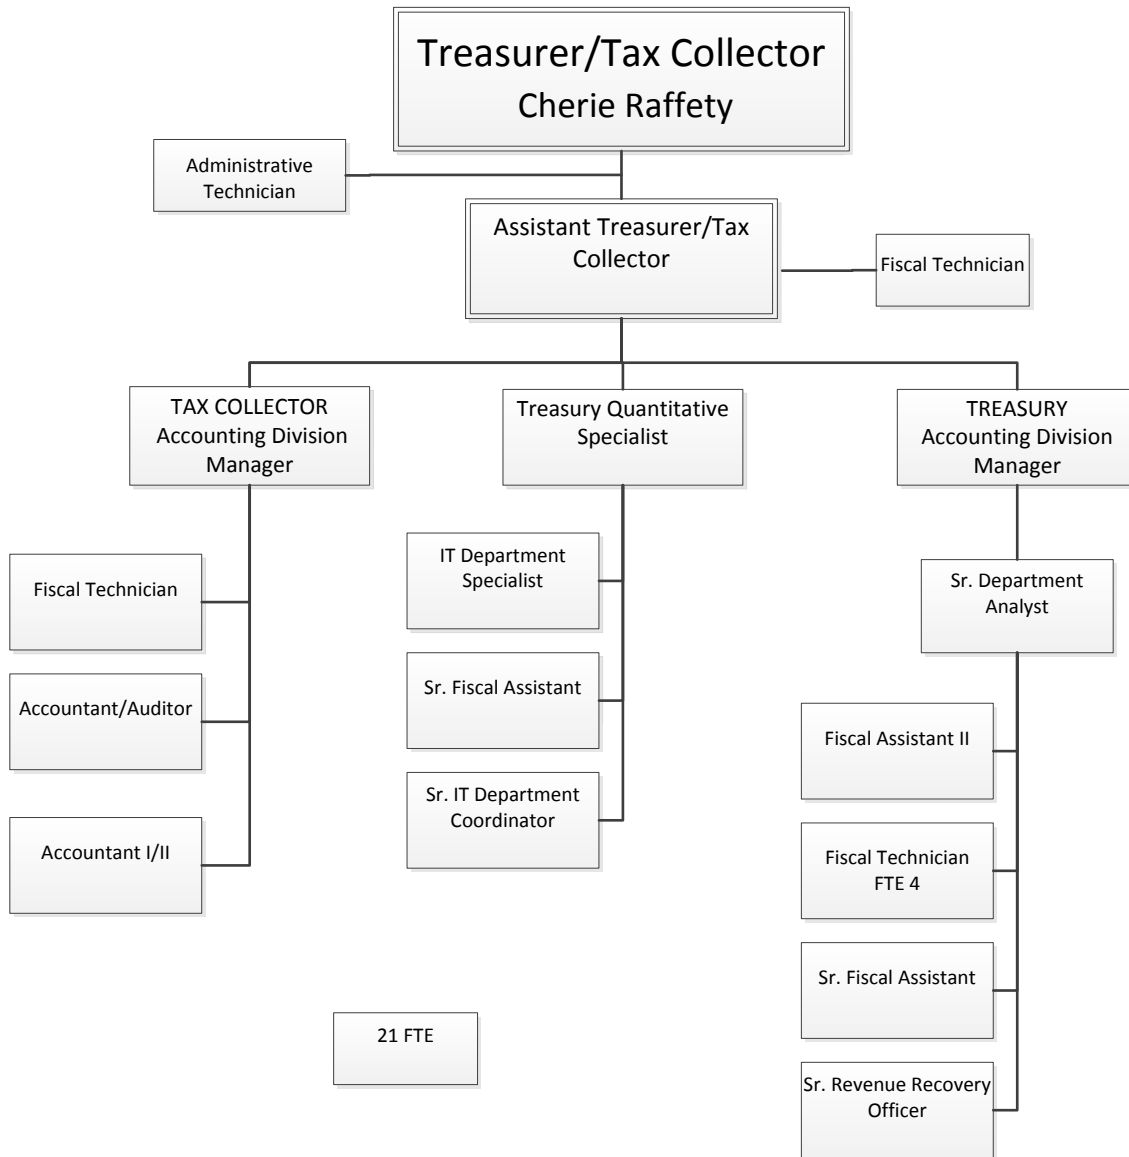 Treasurer/Tax Collector
Cherie Raffety
Administrative
Technician
Assistant Treasurer/Tax
Collector
Fiscal Technician
TAX COLLECTOR
Accounting Division
Manager
Treasury Quantitative
Specialist
TREASURY
Accounting Division
Manager
Fiscal Technician
Accountant/Auditor
Accountant I/II
IT Department
Specialist
Sr. Fiscal Assistant
Sr. IT Department
Coordinator
Sr. Department
Analyst
Fiscal Assistant II
Fiscal Technician
FTE 4
Sr. Fiscal Assistant
Sr. Revenue Recovery
Officer
21 FTE